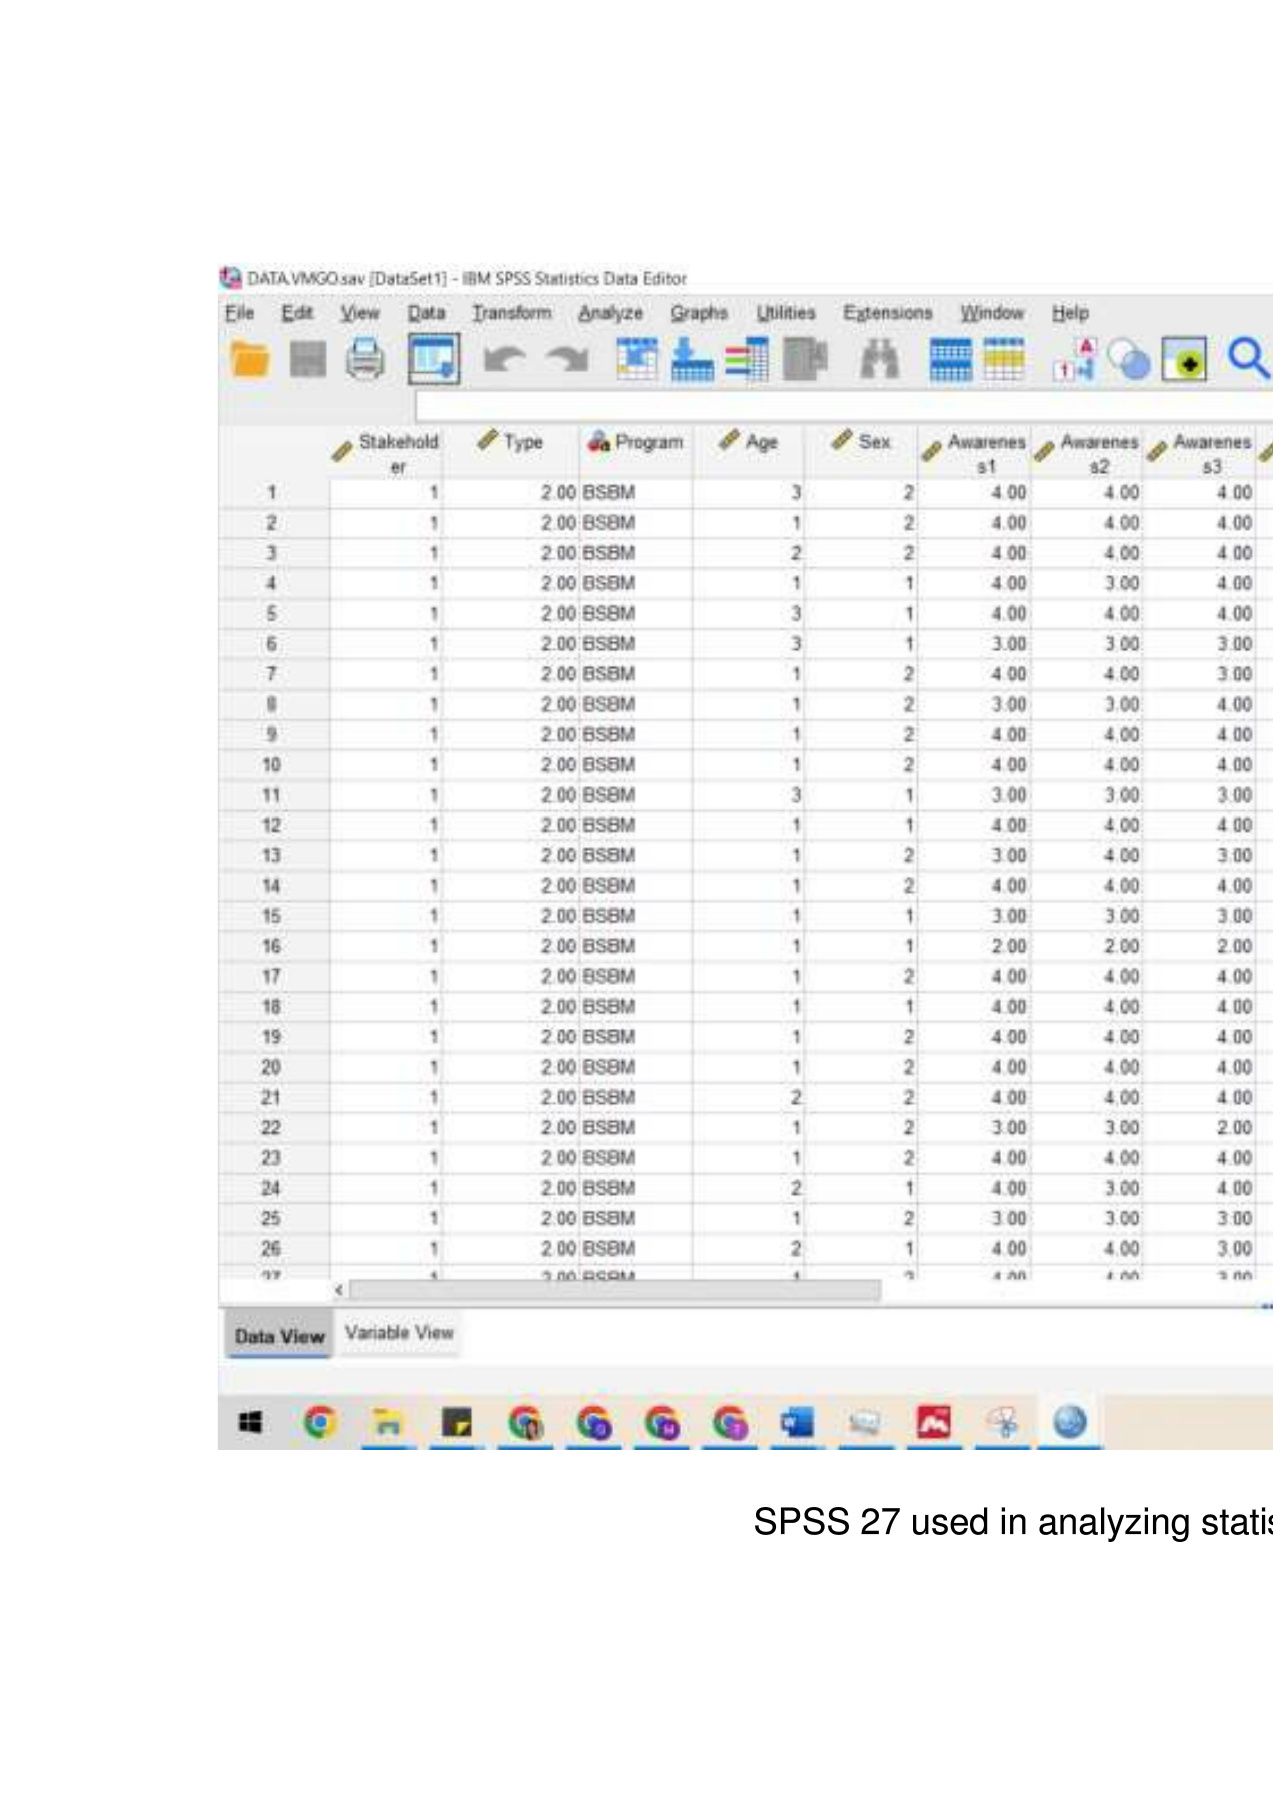 DATA.VMGO.sav [DataSet1] - IBM SPSS Statistics Data Editor
File Edit View Data Transform Analyze Graphs Utilities Extensions Window Help
Stakeholder Type Program Age Sex Awareness1 Awareness2 Awareness3
1 1 2.00 BSBM 3 2 4.00 4.00 4.00
2 1 2.00 BSBM 1 2 4.00 4.00 4.00
3 1 2.00 BSBM 2 2 4.00 4.00 4.00
4 1 2.00 BSBM 1 1 4.00 3.00 4.00
5 1 2.00 BSBM 3 1 4.00 4.00 4.00
6 1 2.00 BSBM 3 1 3.00 3.00 3.00
7 1 2.00 BSBM 1 2 4.00 4.00 3.00
8 1 2.00 BSBM 1 2 3.00 3.00 4.00
9 1 2.00 BSBM 1 2 4.00 4.00 4.00
10 1 2.00 BSBM 1 2 4.00 4.00 4.00
11 1 2.00 BSBM 3 1 3.00 3.00 3.00
12 1 2.00 BSBM 1 1 4.00 4.00 4.00
13 1 2.00 BSBM 1 2 3.00 4.00 3.00
14 1 2.00 BSBM 1 2 4.00 4.00 4.00
15 1 2.00 BSBM 1 1 3.00 3.00 3.00
16 1 2.00 BSBM 1 1 2.00 2.00 2.00
17 1 2.00 BSBM 1 2 4.00 4.00 4.00
18 1 2.00 BSBM 1 1 4.00 4.00 4.00
19 1 2.00 BSBM 1 2 4.00 4.00 4.00
20 1 2.00 BSBM 1 2 4.00 4.00 4.00
21 1 2.00 BSBM 2 2 4.00 4.00 4.00
22 1 2.00 BSBM 1 2 3.00 3.00 2.00
23 1 2.00 BSBM 1 2 4.00 4.00 4.00
24 1 2.00 BSBM 2 1 4.00 3.00 4.00
25 1 2.00 BSBM 1 2 3.00 3.00 3.00
26 1 2.00 BSBM 2 1 4.00 4.00 3.00
27 1 2.00 BSBM 1 2 4.00 4.00 3.00
Data View Variable View
SPSS 27 used in analyzing statis